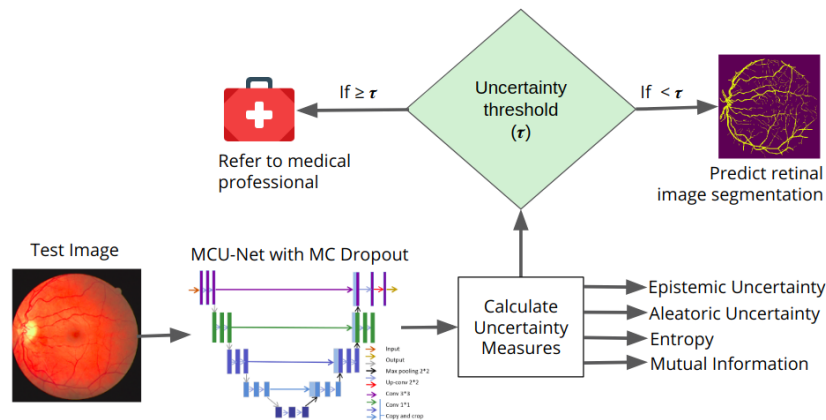 If ≥ τ
Uncertainty
threshold
(τ)
If < τ
Refer to medical
professional
Predict retinal
image segmentation
Test Image
MCU-Net with MC Dropout
Input
Output
Max pooling 2*2
Up-conv 2*2
Conv 3*3
Conv 1*1
Copy and crop
Calculate
Uncertainty
Measures
Epistemic Uncertainty
Aleatoric Uncertainty
Entropy
Mutual Information